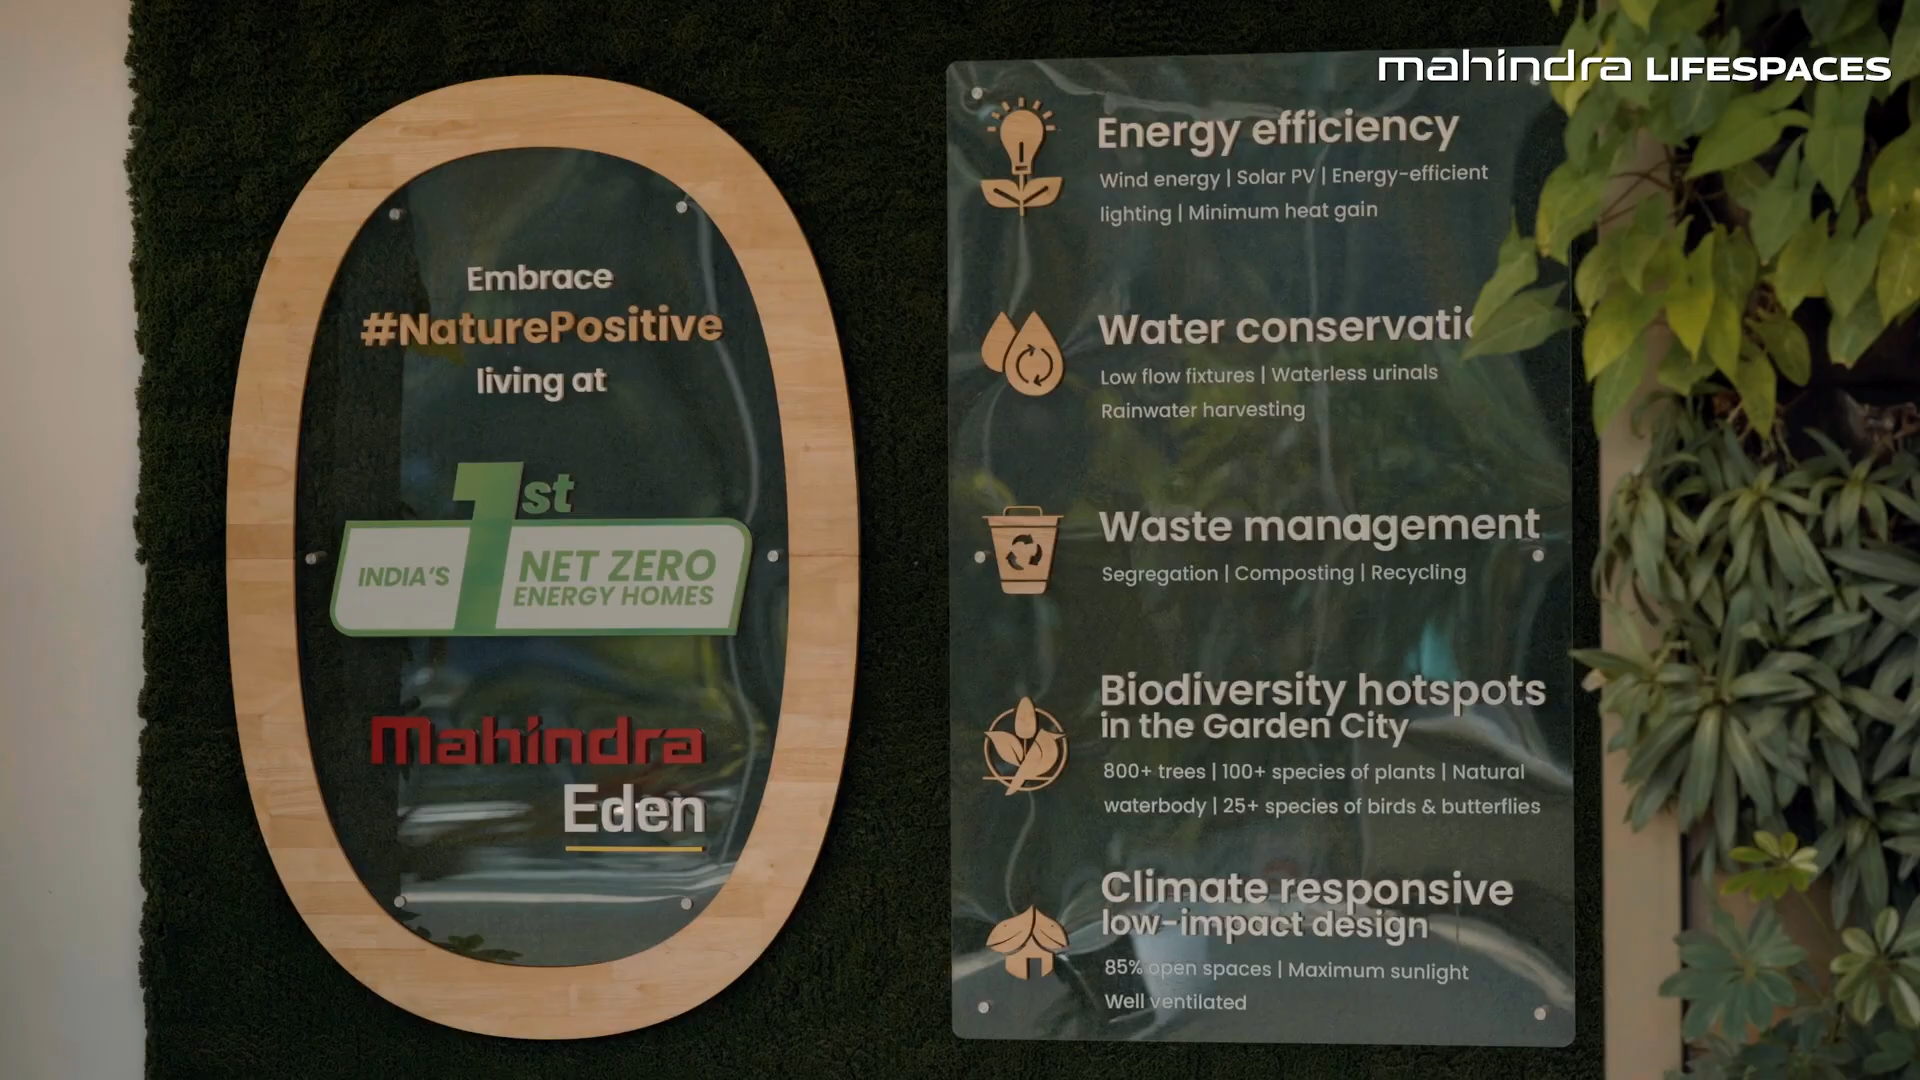 mahindra LIFESPACES
Embrace
#NaturePositive
living at
1st
INDIA'S
NET ZERO
ENERGY HOMES
Mahindra
Eden
Energy efficiency
Wind energy | Solar PV | Energy-efficient
lighting | Minimum heat gain
Water conservatio
Low flow fixtures | Waterless urinals
Rainwater harvesting
Waste management
Segregation | Composting | Recycling
Biodiversity hotspots
in the Garden City
800+ trees | 100+ species of plants | Natural
waterbody | 25+ species of birds & butterflies
Climate responsive
low-impact design
85% open spaces | Maximum sunlight
Well ventilated